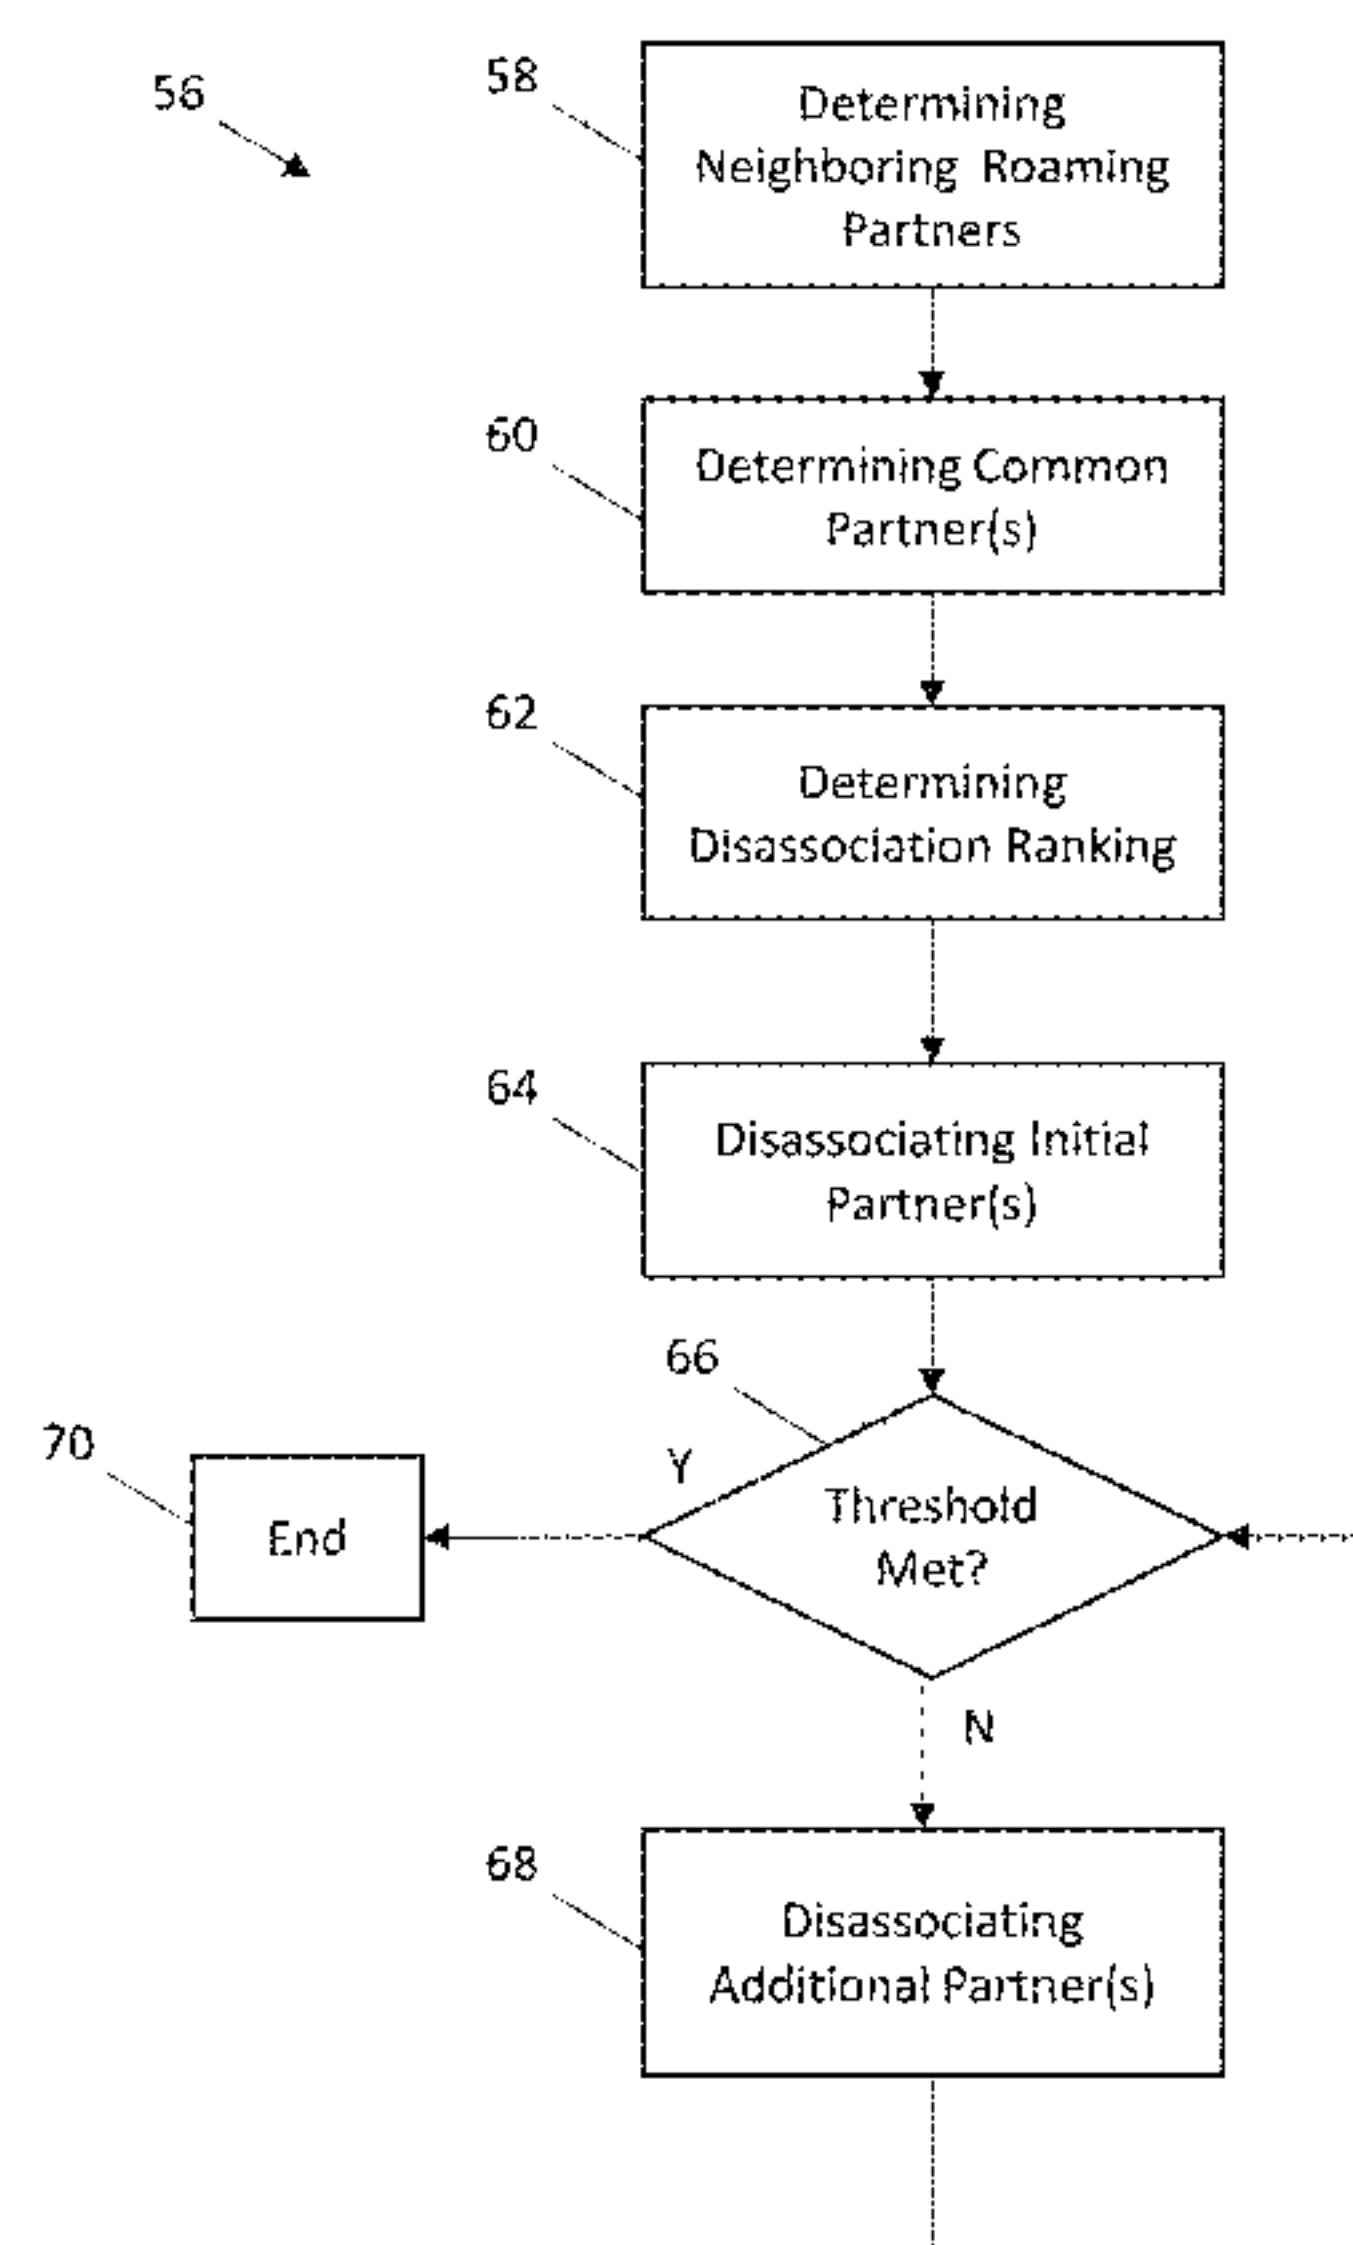 56
58
Determining
Neighboring Roaming
Partners
60
Determining Common
Partner(s)
62
Determining
Disassociation Ranking
64
Disassociating Initial
Partner(s)
66
70
Y
Threshold
Met?
End
N
68
Disassociating
Additional Partner(s)